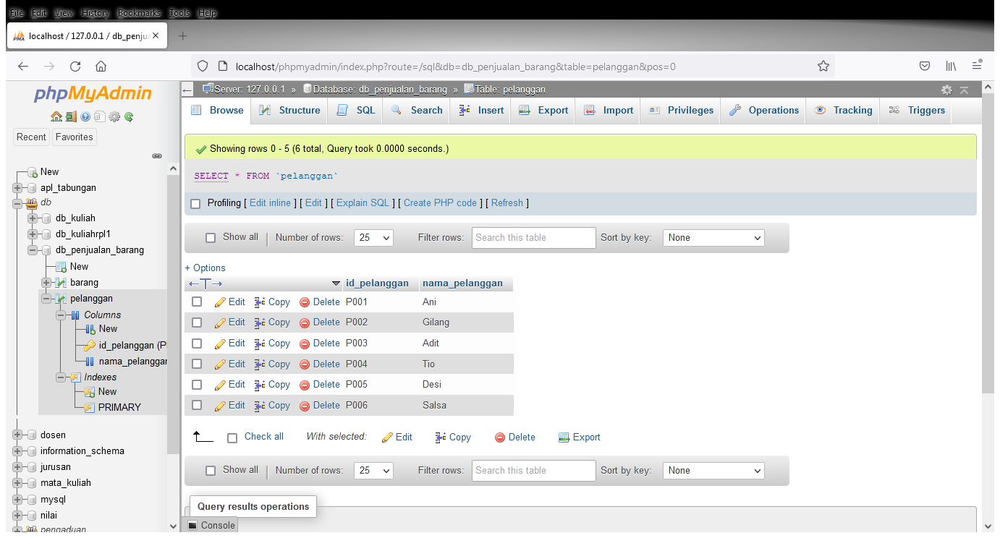 File Edit View History Bookmarks Tools Help
localhost / 127.0.0.1 / db_penjua
localhost/phpmyadmin/index.php?route=/sql&db=db_penjualan_barang&table=pelanggan&pos=0
phpMyAdmin
Recent Favorites
New
apl_tabungan
db
db_kuliah
db_kuliahrpl1
db_penjualan_barang
New
barang
pelanggan
Columns
New
id_pelanggan (P
nama_pelanggan
Indexes
New
PRIMARY
dosen
information_schema
jurusan
mata_kuliah
mysql
nilai
pengaduan
Server: 127.0.0.1 » Database: db_penjualan_barang » Table: pelanggan
Browse Structure SQL Search Insert Export Import Privileges Operations Tracking Triggers
Showing rows 0 - 5 (6 total, Query took 0.0000 seconds.)
SELECT * FROM `pelanggan`
Profiling [ Edit inline ] [ Edit ] [ Explain SQL ] [ Create PHP code ] [ Refresh ]
Show all | Number of rows: 25 Filter rows: Search this table Sort by key: None
+ Options
id_pelanggan nama_pelanggan
Edit Copy Delete P001 Ani
Edit Copy Delete P002 Gilang
Edit Copy Delete P003 Adit
Edit Copy Delete P004 Tio
Edit Copy Delete P005 Desi
Edit Copy Delete P006 Salsa
Check all With selected: Edit Copy Delete Export
Show all | Number of rows: 25 Filter rows: Search this table Sort by key: None
Query results operations
Console